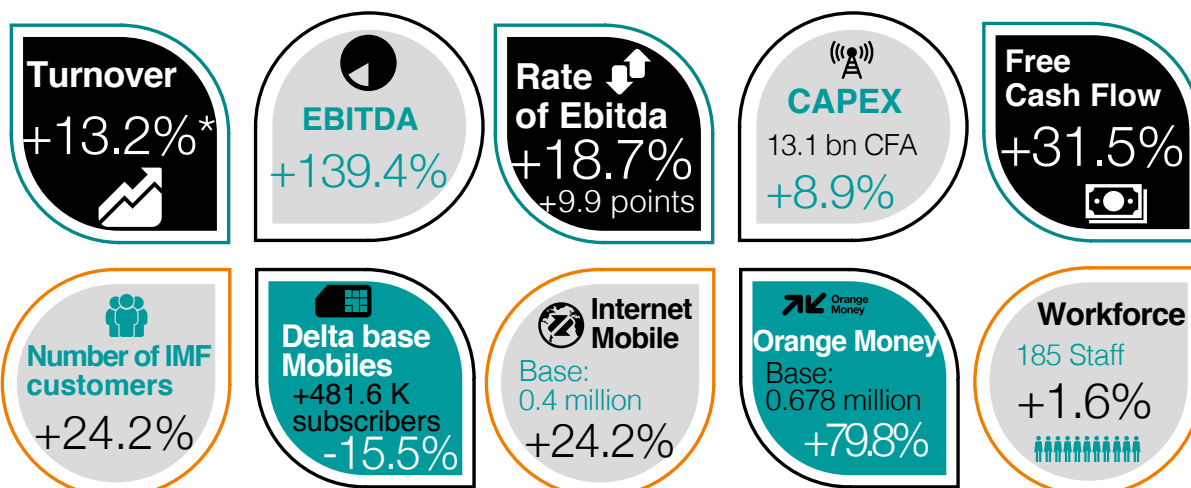 Turnover
+13.2%*
EBITDA
+139.4%
Rate
of Ebitda
+18.7%
+9.9 points
CAPEX
13.1 bn CFA
+8.9%
Free
Cash Flow
+31.5%
Number of IMF
customers
+24.2%
Delta base
Mobiles
+481.6 K
subscribers
-15.5%
Internet
Mobile
Base:
0.4 million
+24.2%
Orange
Money
Orange Money
Base:
0.678 million
+79.8%
Workforce
185 Staff
+1.6%